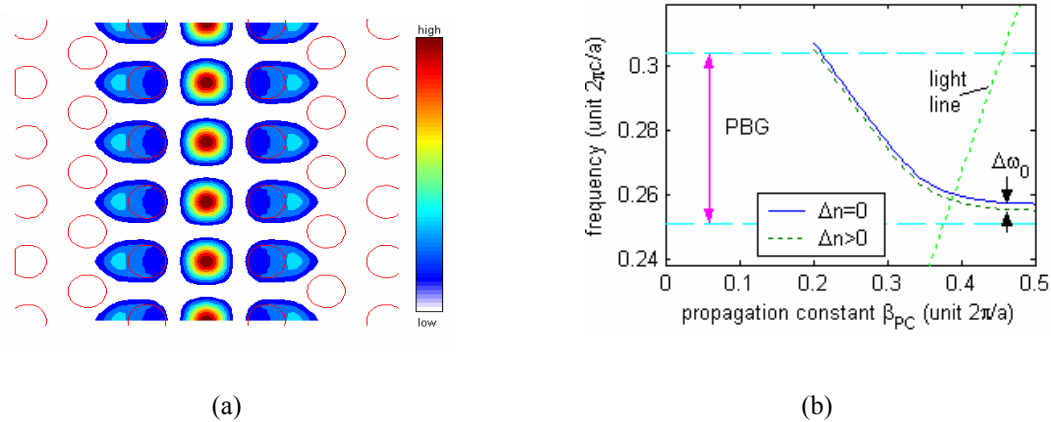 high
low
0.3
0.28
0.26
0.24
frequency (unit 2πc/a)
PBG
light
line
Δω0
Δn=0
Δn>0
0
0.1
0.2
0.3
0.4
0.5
propagation constant βPC (unit 2π/a)
(a)
(b)